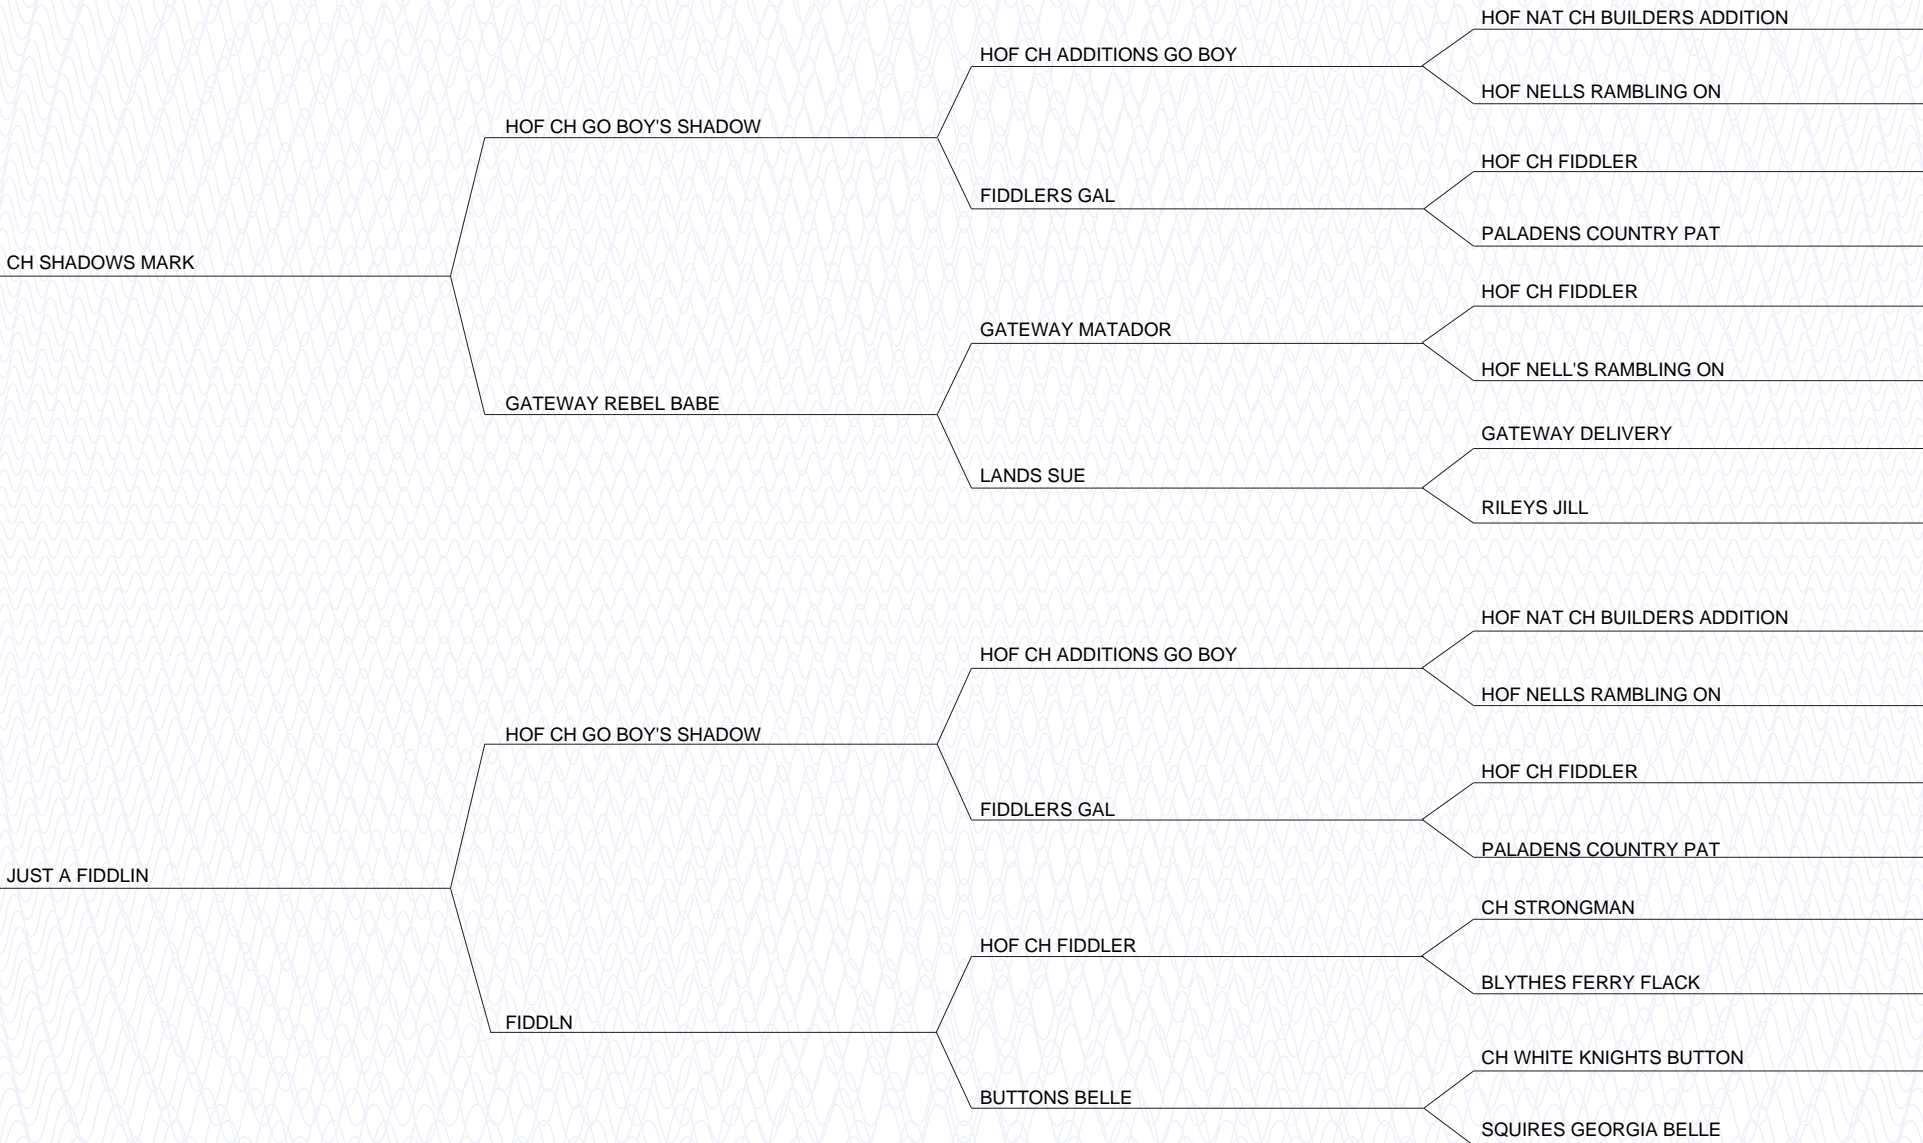 HOF NAT CH BUILDERS ADDITION
HOF CH ADDITIONS GO BOY
HOF NELLS RAMBLING ON
HOF CH GO BOY'S SHADOW
HOF CH FIDDLER
FIDDLERS GAL
PALADENS COUNTRY PAT
CH SHADOWS MARK
HOF CH FIDDLER
GATEWAY MATADOR
HOF NELL'S RAMBLING ON
GATEWAY REBEL BABE
GATEWAY DELIVERY
LANDS SUE
RILEYS JILL
HOF NAT CH BUILDERS ADDITION
HOF CH ADDITIONS GO BOY
HOF NELLS RAMBLING ON
HOF CH GO BOY'S SHADOW
HOF CH FIDDLER
FIDDLERS GAL
PALADENS COUNTRY PAT
JUST A FIDDLIN
CH STRONGMAN
HOF CH FIDDLER
BLYTHES FERRY FLACK
FIDDLN
CH WHITE KNIGHTS BUTTON
BUTTONS BELLE
SQUIRES GEORGIA BELLE